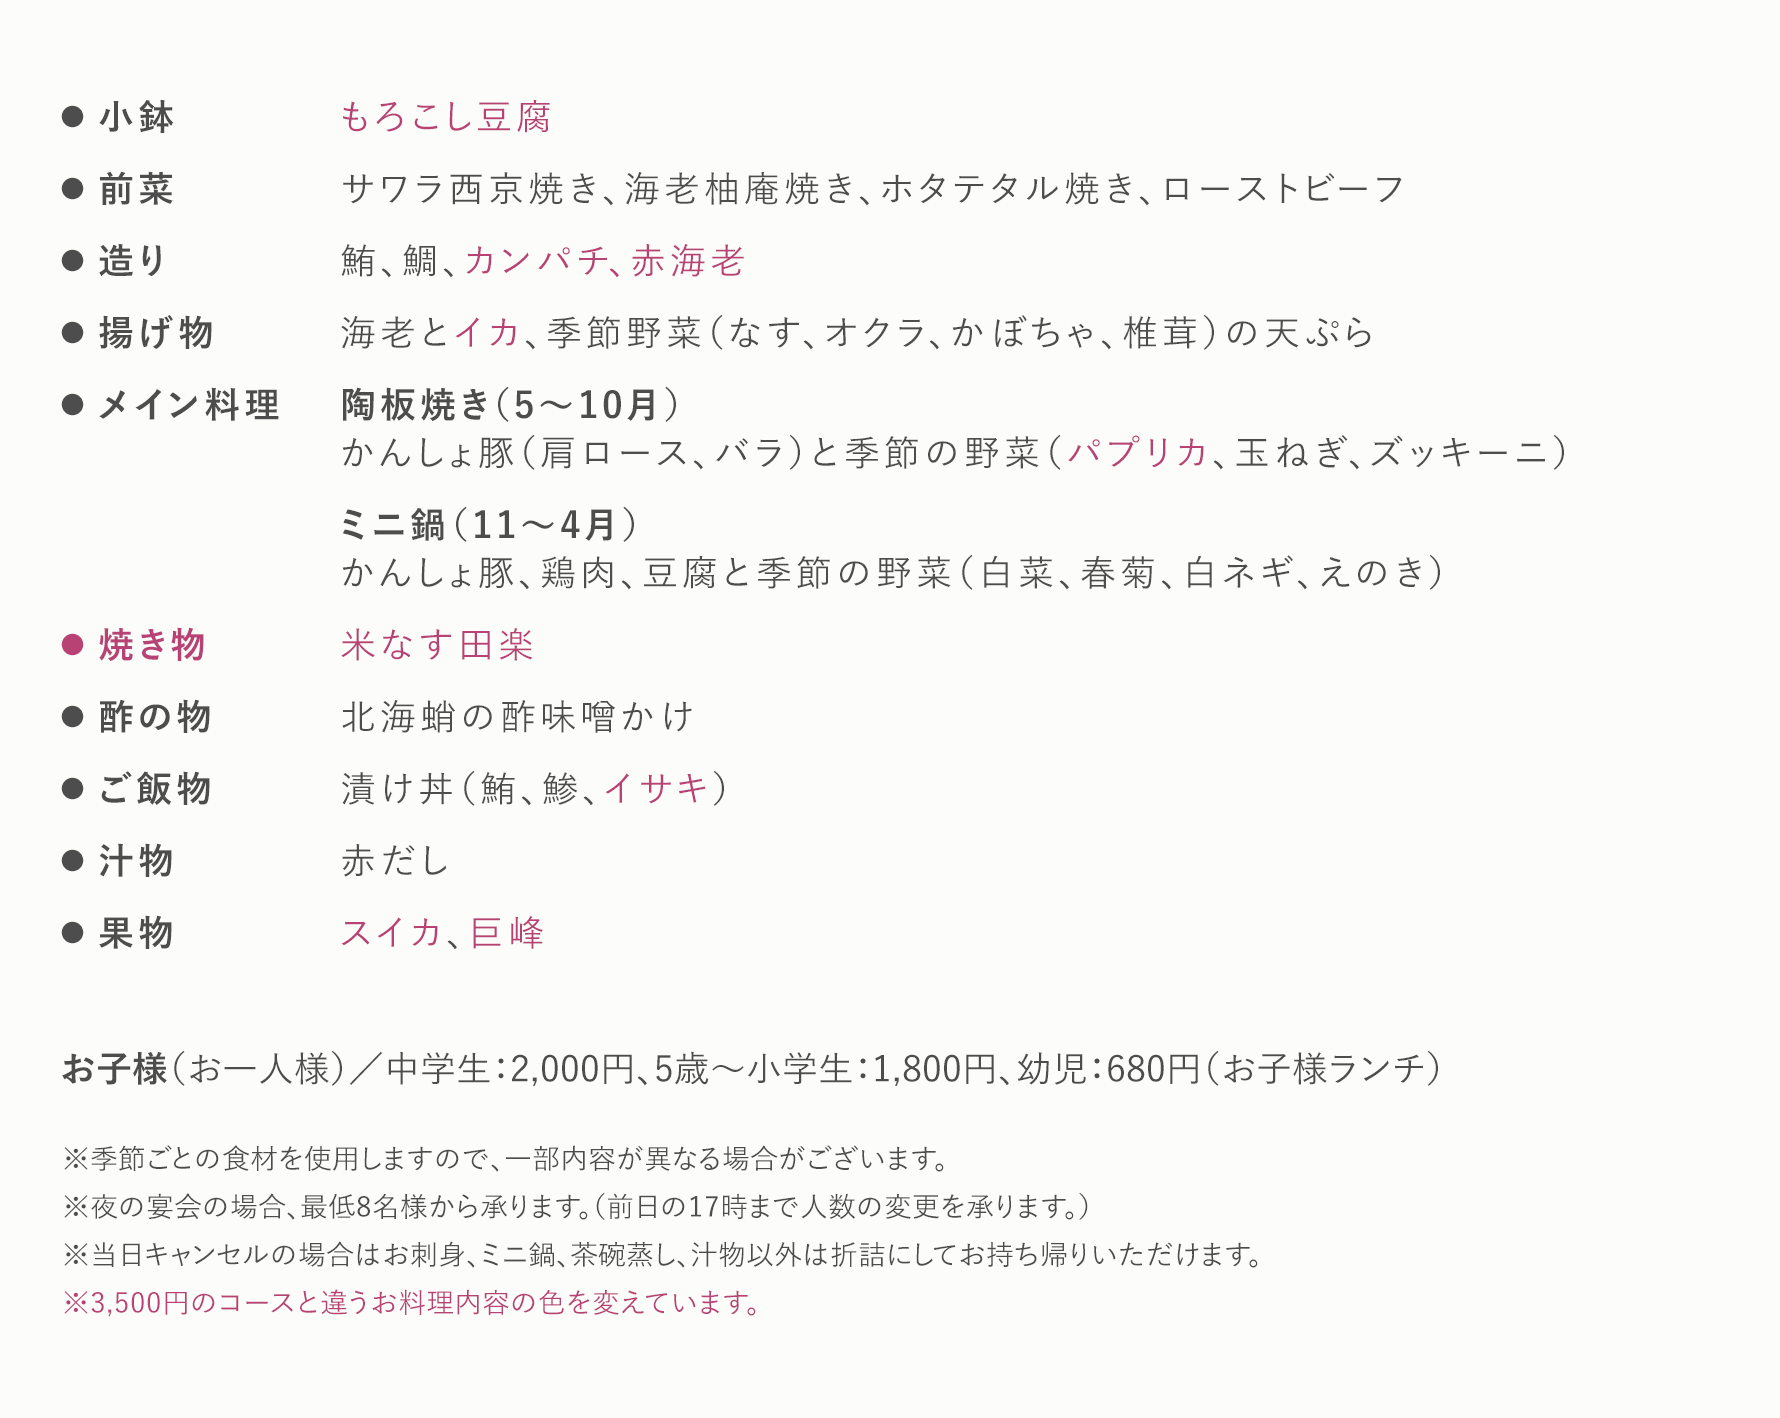 ● 小鉢 もろこし豆腐
● 前菜 サワラ西京焼き、海老柚庵焼き、ホタテタル焼き、ローストビーフ
● 造り 鮪、鯛、カンパチ、赤海老
● 揚げ物 海老とイカ、季節野菜（なす、オクラ、かぼちゃ、椎茸）の天ぷら
● メイン料理 陶板焼き（5〜10月）
かんしょ豚（肩ロース、バラ）と季節の野菜（パプリカ、玉ねぎ、ズッキーニ）
ミニ鍋（11〜4月）
かんしょ豚、鶏肉、豆腐と季節の野菜（白菜、春菊、白ネギ、えのき）
● 焼き物 米なす田楽
● 酢の物 北海蛸の酢味噌かけ
● ご飯物 漬け丼（鮪、鯵、イサキ）
● 汁物 赤だし
● 果物 スイカ、巨峰
お子様（お一人様）／中学生：2,000円、5歳〜小学生：1,800円、幼児：680円（お子様ランチ）
※季節ごとの食材を使用しますので、一部内容が異なる場合がございます。
※夜の宴会の場合、最低8名様から承ります。（前日の17時まで人数の変更を承ります。）
※当日キャンセルの場合はお刺身、ミニ鍋、茶碗蒸し、汁物以外は折詰にしてお持ち帰りいただけます。
※3,500円のコースと違うお料理内容の色を変えています。